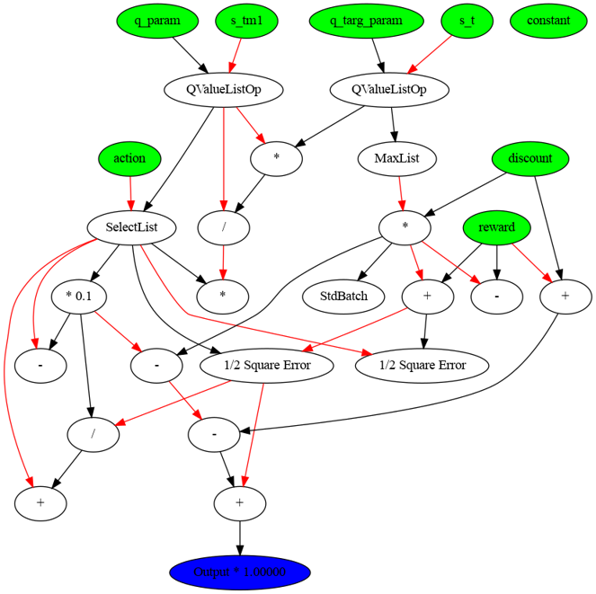 q_param
s_tm1
q_targ_param
s_t
constant
QValueListOp
QValueListOp
action
*
MaxList
discount
SelectList
/
*
reward
* 0.1
*
StdBatch
+
-
+
-
-
1/2 Square Error
1/2 Square Error
/
-
+
+
Output * 1.00000